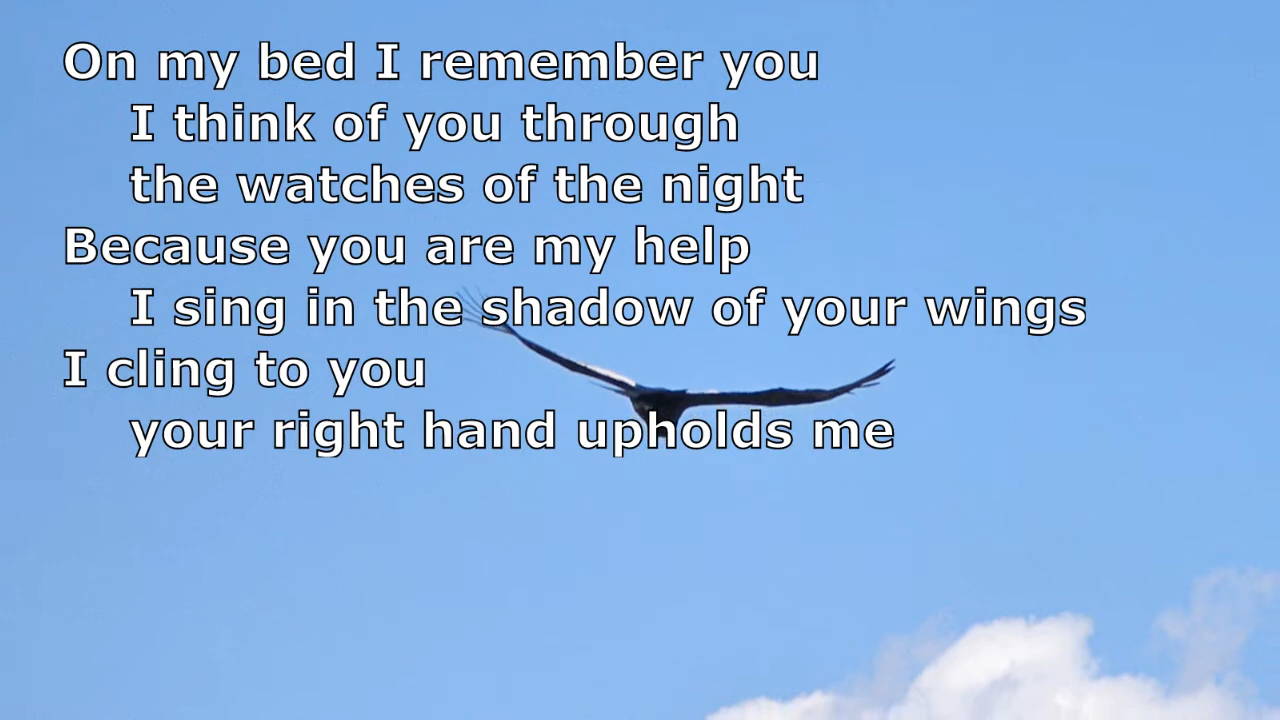 On my bed I remember you
I think of you through
the watches of the night
Because you are my help
I sing in the shadow of your wings
I cling to you
your right hand upholds me